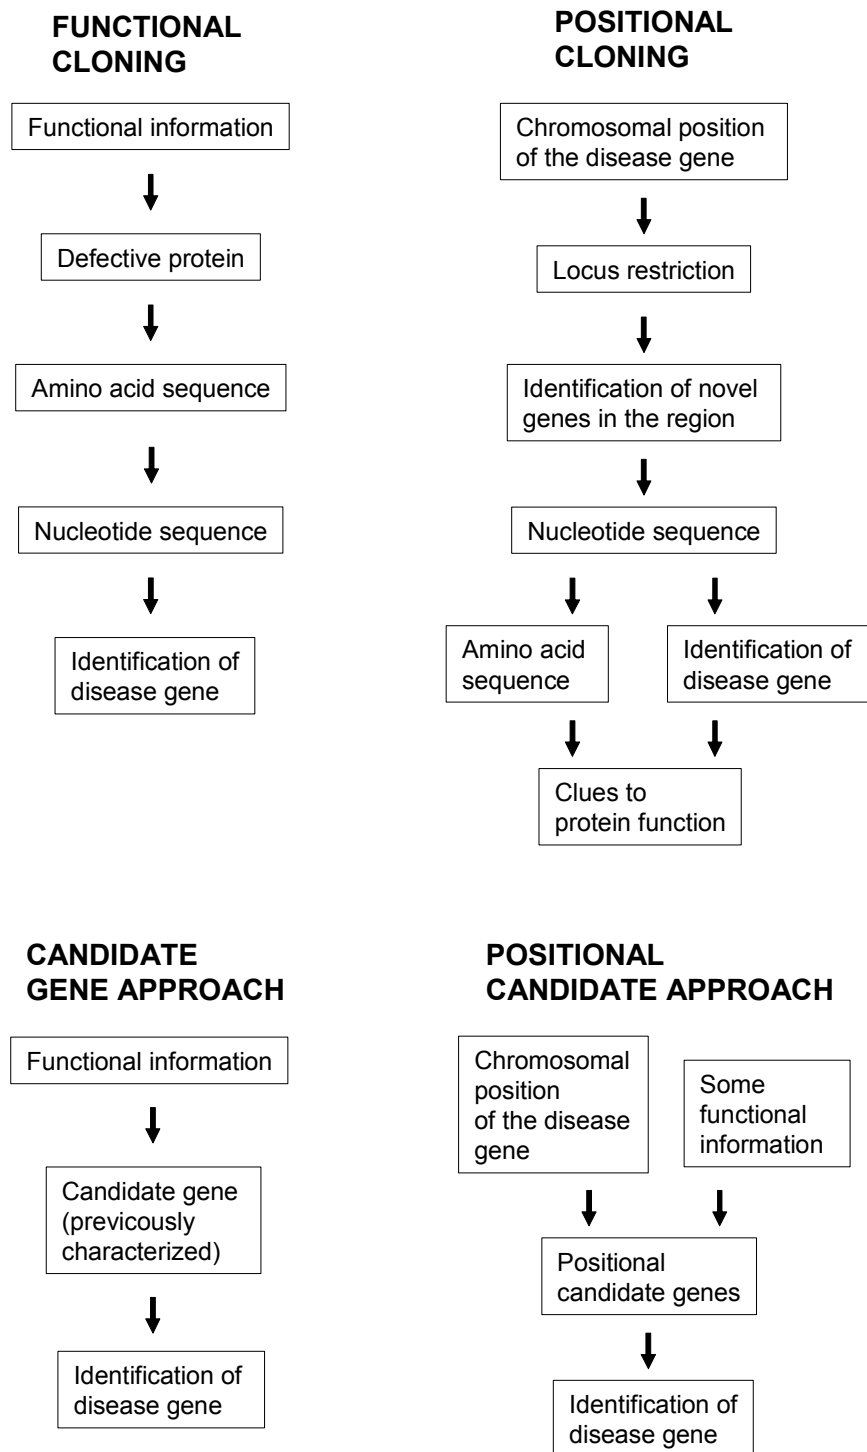 FUNCTIONAL
CLONING
Functional information
Defective protein
Amino acid sequence
Nucleotide sequence
Identification of
disease gene
POSITIONAL
CLONING
Chromosomal position
of the disease gene
Locus restriction
Identification of novel
genes in the region
Nucleotide sequence
Amino acid
sequence
Identification of
disease gene
Clues to
protein function
CANDIDATE
GENE APPROACH
Functional information
Candidate gene
(previcously
characterized)
Identification of
disease gene
POSITIONAL
CANDIDATE APPROACH
Chromosomal
position
of the disease
gene
Some
functional
information
Positional
candidate genes
Identification of
disease gene